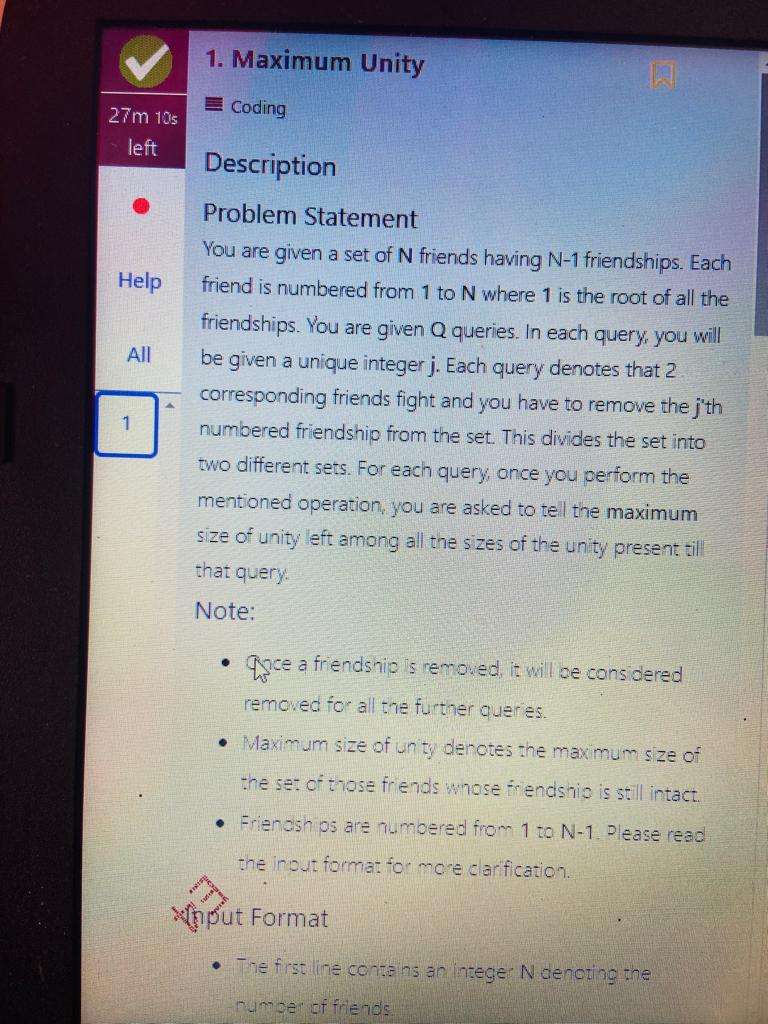 1. Maximum Unity
Coding
27m 10s
left
Help
All
1
Description
Problem Statement
You are given a set of N friends having N-1 friendships. Each
friend is numbered from 1 to N where 1 is the root of all the
friendships. You are given Q queries. In each query, you will
be given a unique integer j. Each query denotes that 2
corresponding friends fight and you have to remove the j'th
numbered friendship from the set. This divides the set into
two different sets. For each query, once you perform the
mentioned operation, you are asked to tell the maximum
size of unity left among all the sizes of the unity present till
that query.
Note:
Once a friendship is removed, it will be considered
removed for all the further queries.
Maximum size of unity denotes the maximum size of
the set of those friends whose friendship is still intact.
Friendships are numbered from 1 to N-1. Please read
the input format for more clarification.
Input Format
The first line contains an integer N denoting the
number of friends.